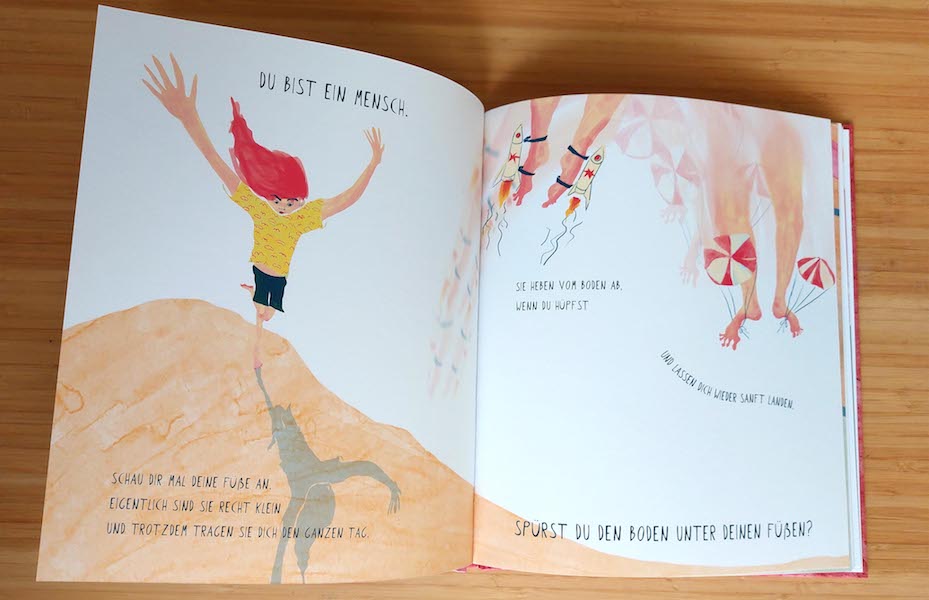 DU BIST EIN MENSCH.
SCHAU DIR MAL DEINE FÜẞE AN.
EIGENTLICH SIND SIE RECHT KLEIN
UND TROTZDEM TRAGEN SIE DICH DEN GANZEN TAG.
SIE HEBEN VOM BODEN AB,
WENN DU HÜPFST
UND LASSEN DICH WIEDER SANFT LANDEN.
SPÜRST DU DEN BODEN UNTER DEINEN FÜẞEN?